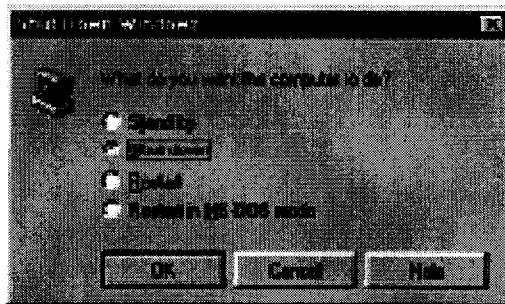 Shut Down Windows
What do you want the computer to do?
Stand by
Shut down
Restart
Restart in MS-DOS mode
OK
Cancel
Help